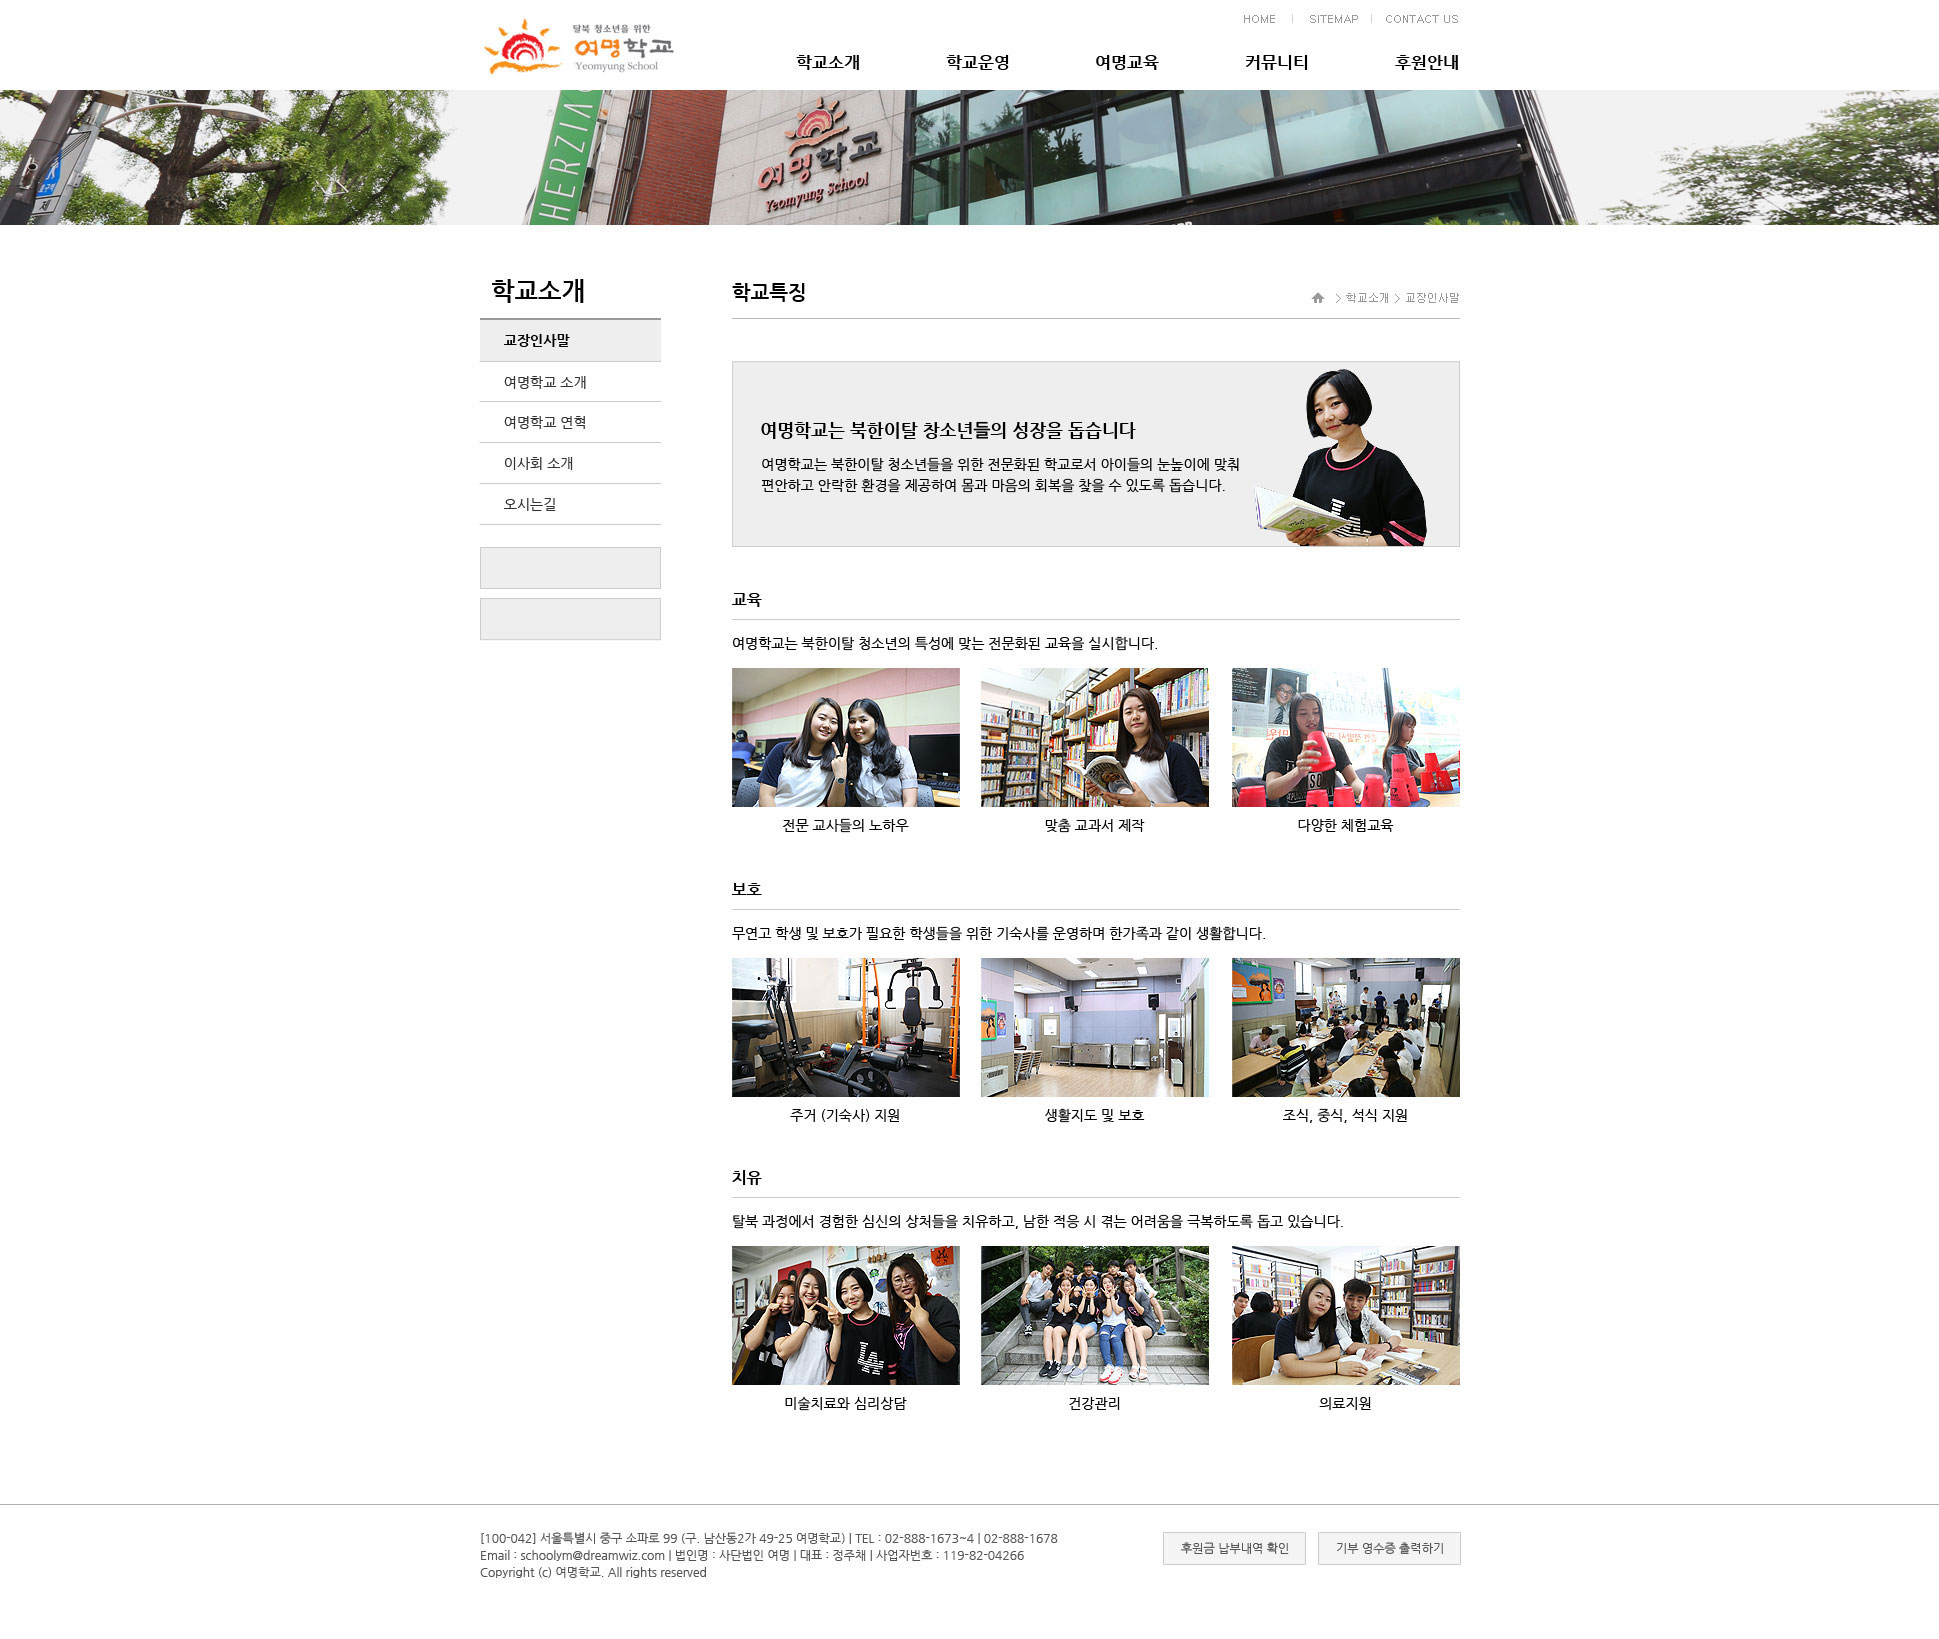 HOME
SITEMAP
CONTACT US
탈북 청소년을 위한
여명학교
Yeomyung School
학교소개
학교운영
여명교육
커뮤니티
후원안내
HERZIA
여명학교
Yeomyung School
학교소개
교장인사말
여명학교 소개
여명학교 연혁
이사회 소개
오시는길
학교특징
> 학교소개 > 교장인사말
여명학교는 북한이탈 청소년들의 성장을 돕습니다
여명학교는 북한이탈 청소년들을 위한 전문화된 학교로서 아이들의 눈높이에 맞춰
편안하고 안락한 환경을 제공하여 몸과 마음의 회복을 찾을 수 있도록 돕습니다.
교육
여명학교는 북한이탈 청소년의 특성에 맞는 전문화된 교육을 실시합니다.
전문 교사들의 노하우
맞춤 교과서 제작
다양한 체험교육
보호
무연고 학생 및 보호가 필요한 학생들을 위한 기숙사를 운영하며 한가족과 같이 생활합니다.
주거 (기숙사) 지원
생활지도 및 보호
조식, 중식, 석식 지원
치유
탈북 과정에서 경험한 심신의 상처들을 치유하고, 남한 적응 시 겪는 어려움을 극복하도록 돕고 있습니다.
미술치료와 심리상담
건강관리
의료지원
[100-042] 서울특별시 중구 소파로 99 (구. 남산동2가 49-25 여명학교) | TEL : 02-888-1673~4 | 02-888-1678
Email : schoolym@dreamwiz.com | 법인명 : 사단법인 여명 | 대표 : 정주채 | 사업자번호 : 119-82-04266
Copyright (c) 여명학교. All rights reserved
후원금 납부내역 확인
기부 영수증 출력하기